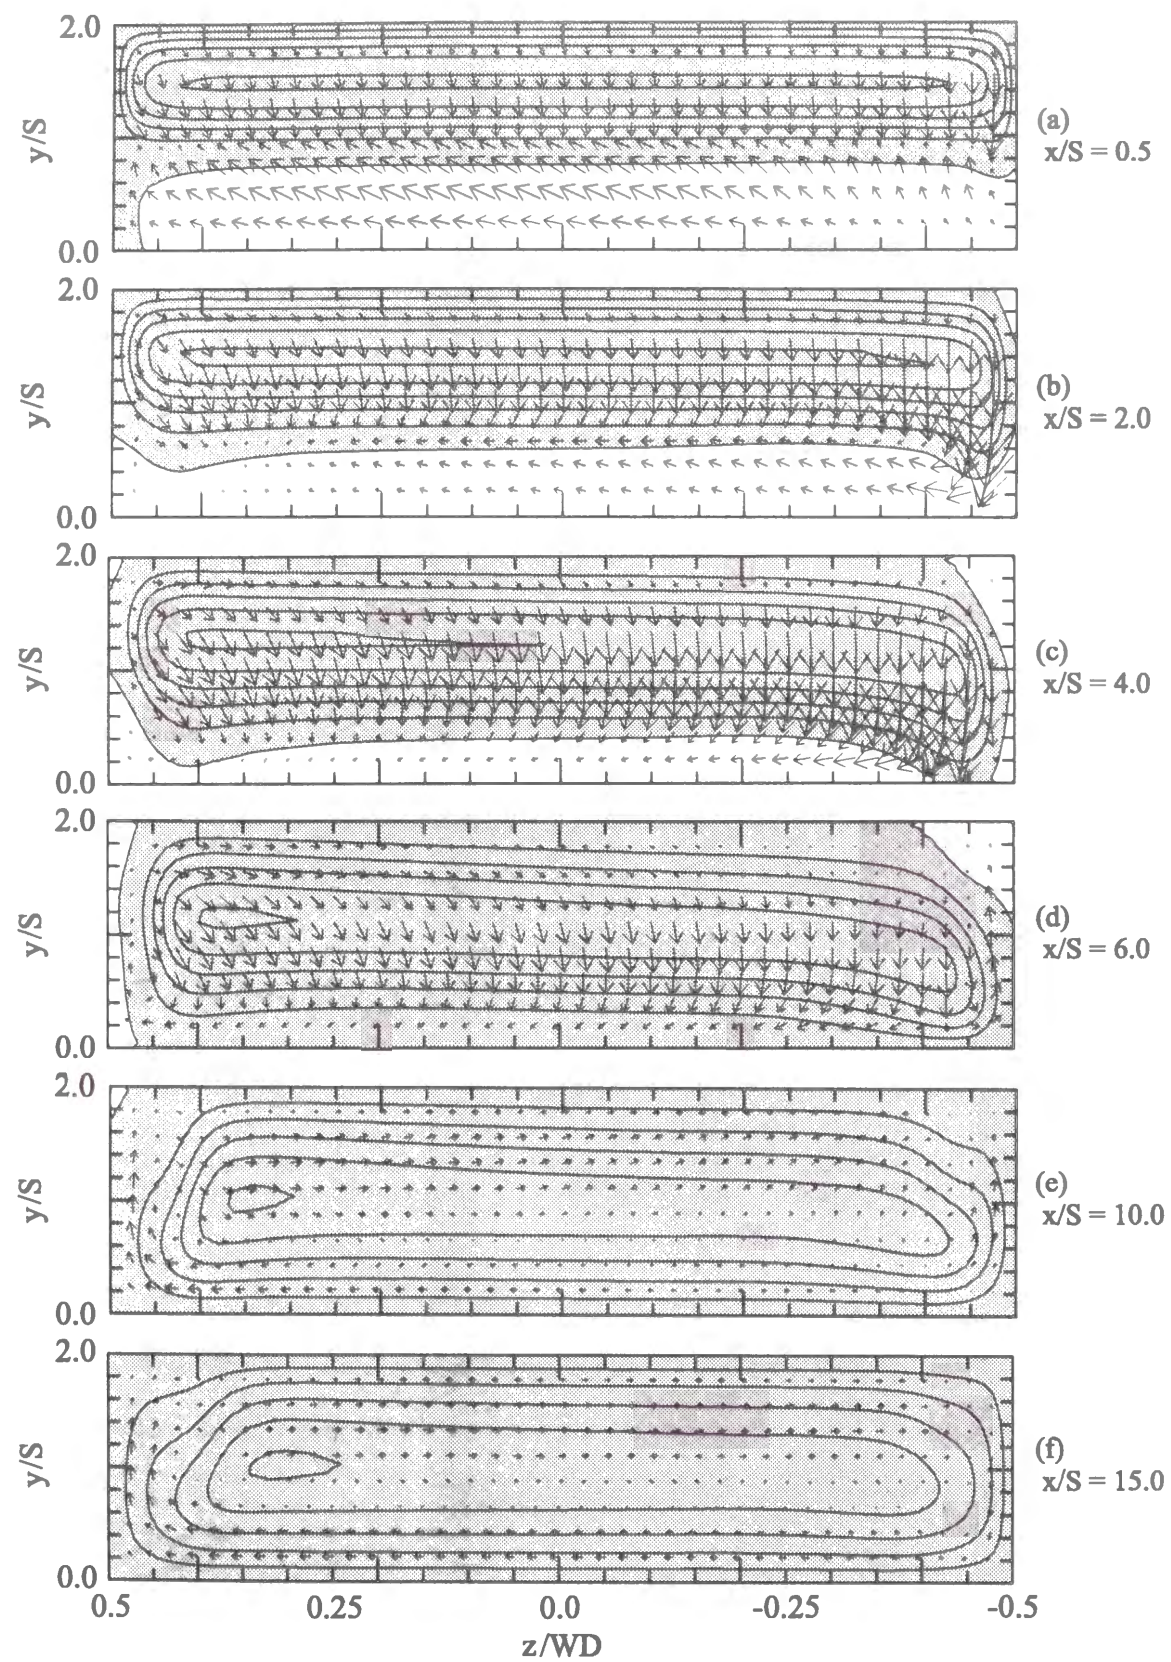 2.0
y/S
0.0
(a)
x/S = 0.5
2.0
y/S
0.0
(b)
x/S = 2.0
2.0
y/S
0.0
(c)
x/S = 4.0
2.0
y/S
0.0
(d)
x/S = 6.0
2.0
y/S
0.0
(e)
x/S = 10.0
2.0
y/S
0.0
(f)
x/S = 15.0
0.5 0.25 0.0 -0.25 -0.5
z/WD